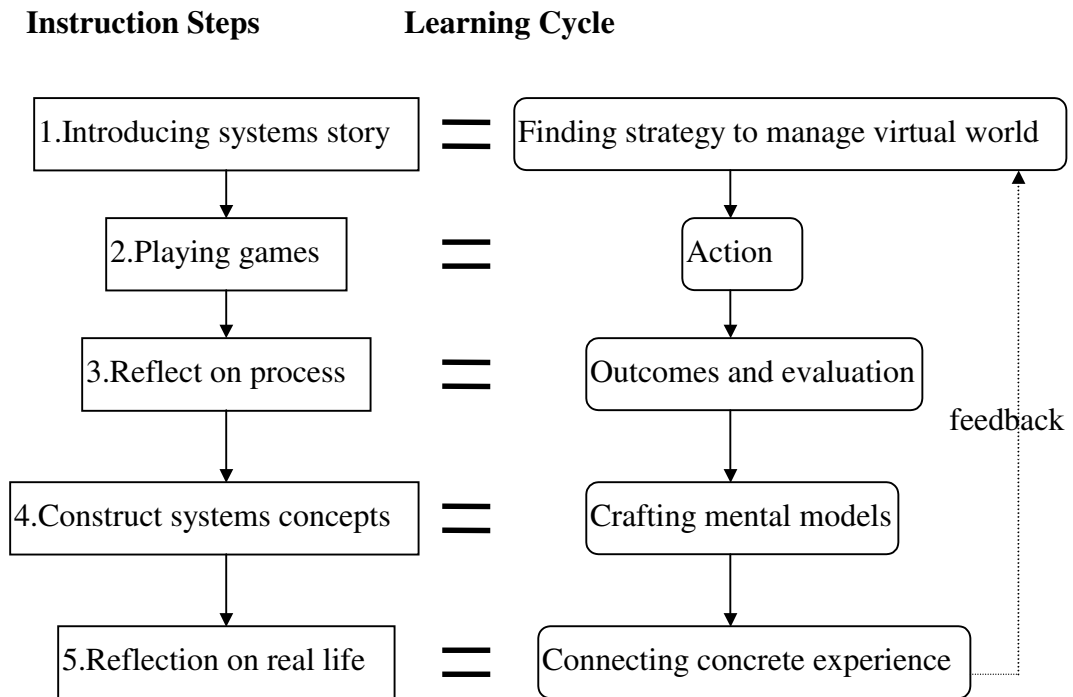 Instruction Steps Learning Cycle
1.Introducing systems story = Finding strategy to manage virtual world
2.Playing games = Action
3.Reflect on process = Outcomes and evaluation
feedback
4.Construct systems concepts = Crafting mental models
5.Reflection on real life = Connecting concrete experience